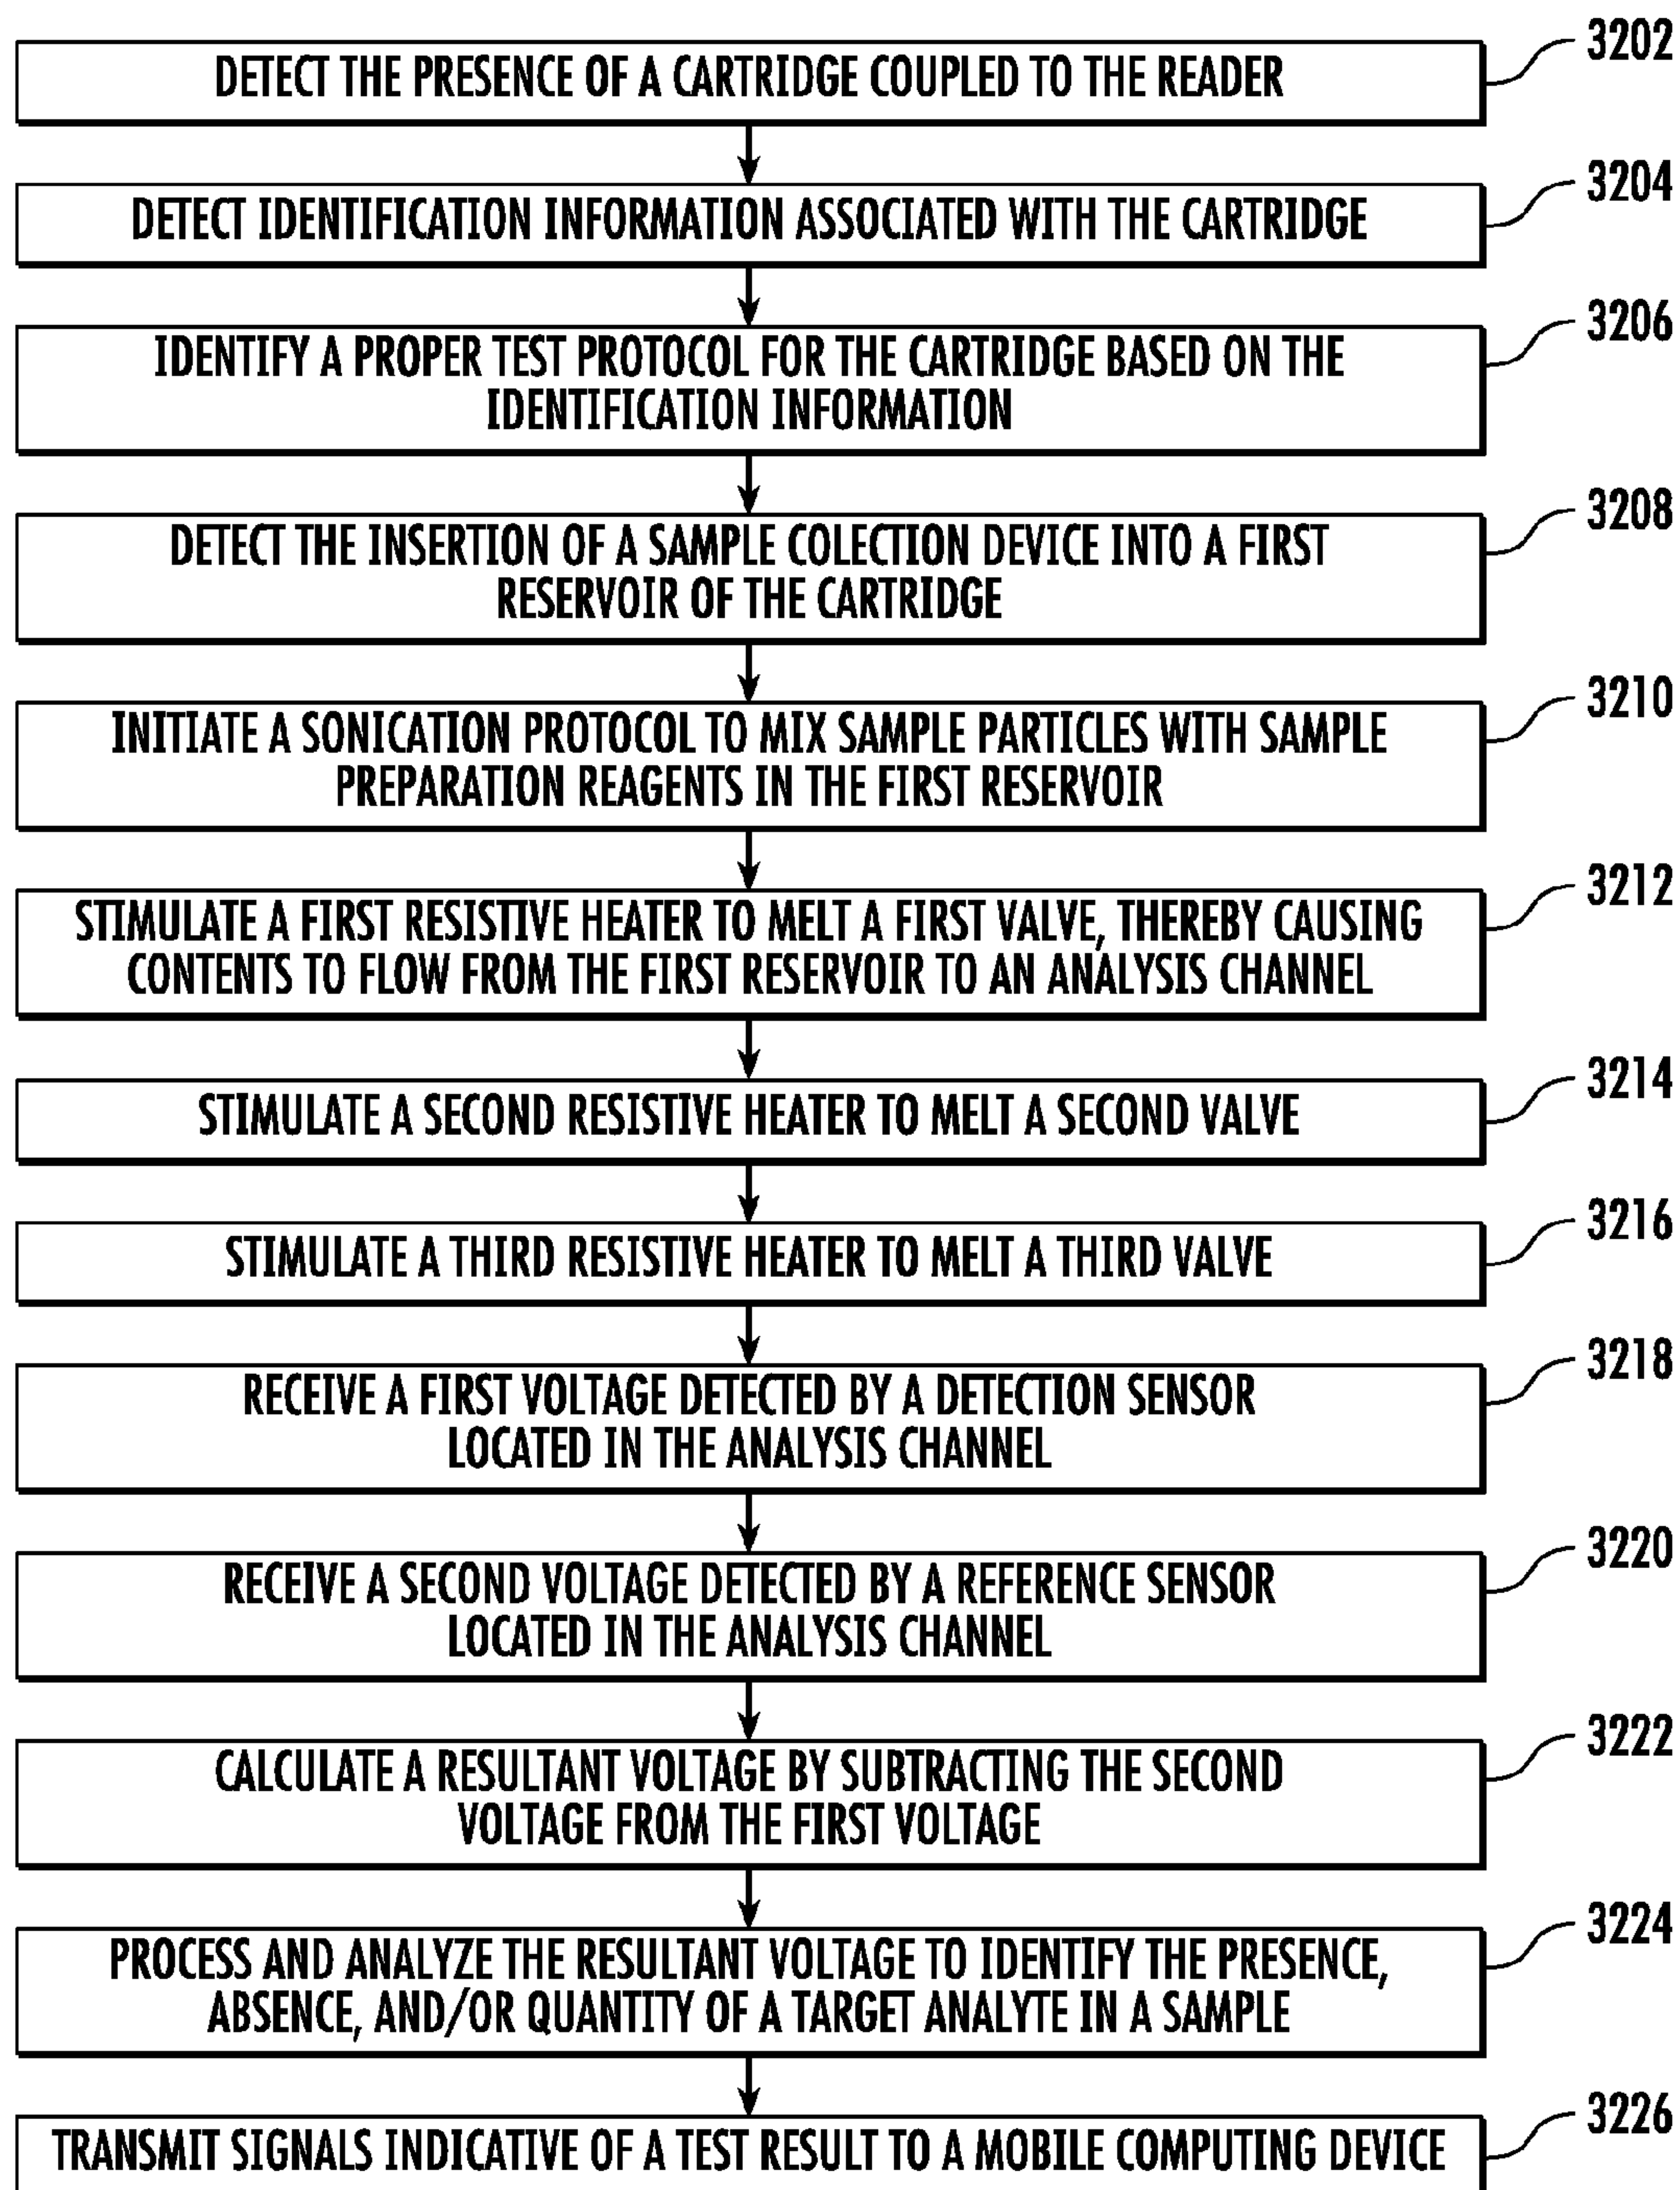 3202
DETECT THE PRESENCE OF A CARTRIDGE COUPLED TO THE READER
3204
DETECT IDENTIFICATION INFORMATION ASSOCIATED WITH THE CARTRIDGE
3206
IDENTIFY A PROPER TEST PROTOCOL FOR THE CARTRIDGE BASED ON THE
IDENTIFICATION INFORMATION
3208
DETECT THE INSERTION OF A SAMPLE COLECTION DEVICE INTO A FIRST
RESERVOIR OF THE CARTRIDGE
3210
INITIATE A SONICATION PROTOCOL TO MIX SAMPLE PARTICLES WITH SAMPLE
PREPARATION REAGENTS IN THE FIRST RESERVOIR
3212
STIMULATE A FIRST RESISTIVE HEATER TO MELT A FIRST VALVE, THEREBY CAUSING
CONTENTS TO FLOW FROM THE FIRST RESERVOIR TO AN ANALYSIS CHANNEL
3214
STIMULATE A SECOND RESISTIVE HEATER TO MELT A SECOND VALVE
3216
STIMULATE A THIRD RESISTIVE HEATER TO MELT A THIRD VALVE
3218
RECEIVE A FIRST VOLTAGE DETECTED BY A DETECTION SENSOR
LOCATED IN THE ANALYSIS CHANNEL
3220
RECEIVE A SECOND VOLTAGE DETECTED BY A REFERENCE SENSOR
LOCATED IN THE ANALYSIS CHANNEL
3222
CALCULATE A RESULTANT VOLTAGE BY SUBTRACTING THE SECOND
VOLTAGE FROM THE FIRST VOLTAGE
3224
PROCESS AND ANALYZE THE RESULTANT VOLTAGE TO IDENTIFY THE PRESENCE,
ABSENCE, AND/OR QUANTITY OF A TARGET ANALYTE IN A SAMPLE
3226
TRANSMIT SIGNALS INDICATIVE OF A TEST RESULT TO A MOBILE COMPUTING DEVICE